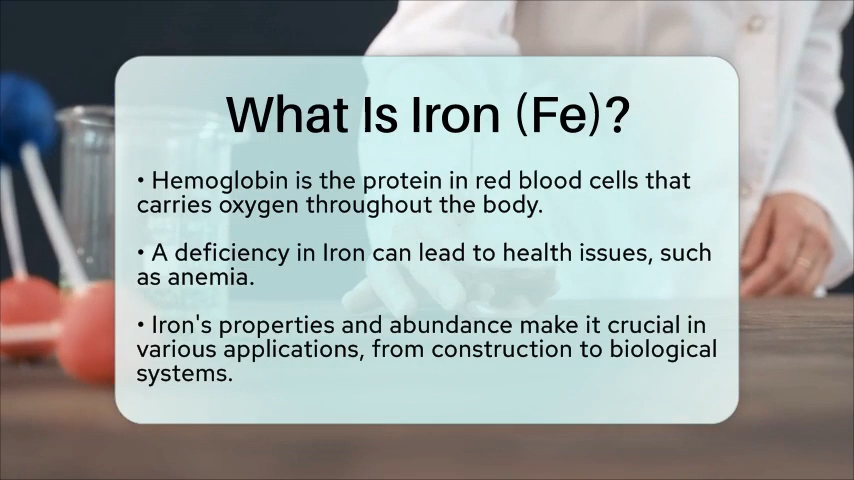 What Is Iron (Fe)?
• Hemoglobin is the protein in red blood cells that
carries oxygen throughout the body.
• A deficiency in Iron can lead to health issues, such
as anemia.
• Iron's properties and abundance make it crucial in
various applications, from construction to biological
systems.